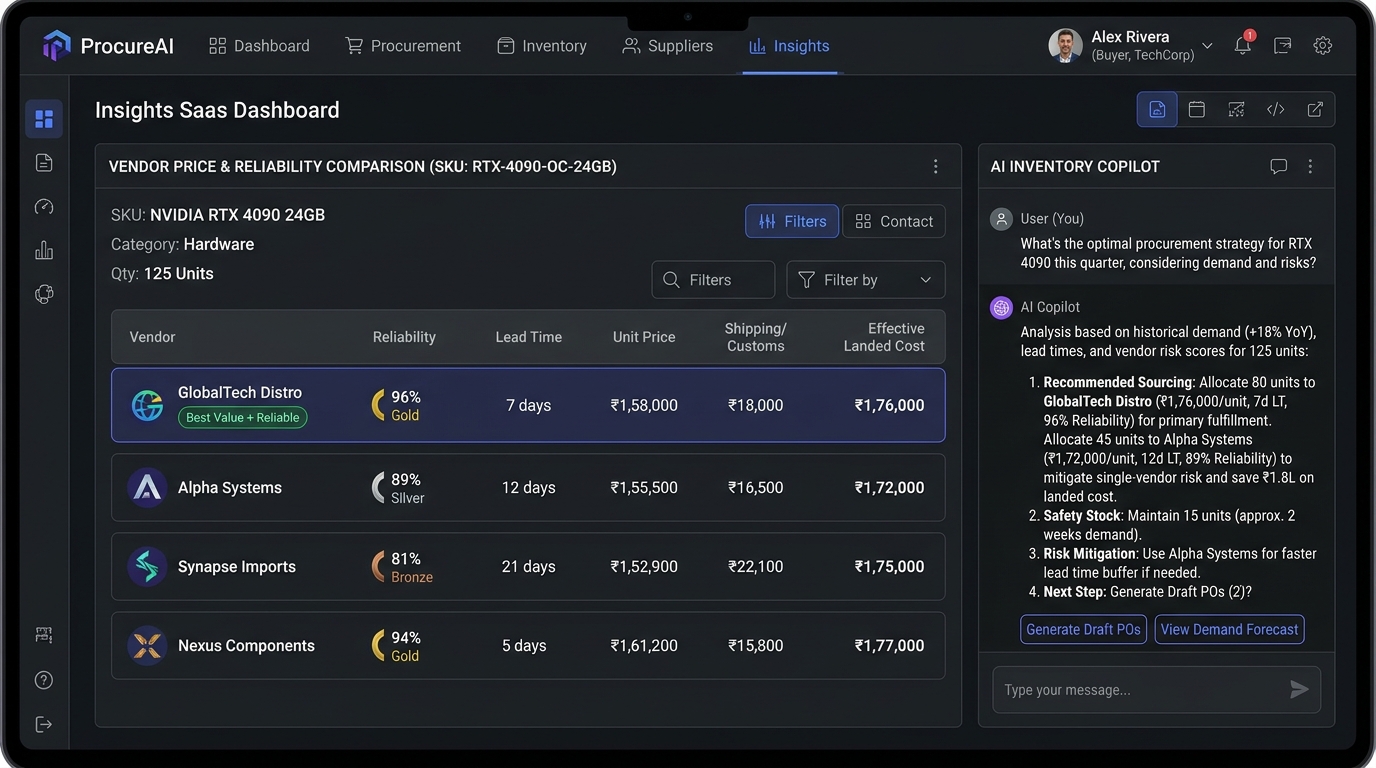 ProcureAI
Dashboard
Procurement
Inventory
Suppliers
Insights
Alex Rivera
(Buyer, TechCorp)
1
Insights Saas Dashboard
VENDOR PRICE & RELIABILITY COMPARISON (SKU: RTX-4090-OC-24GB)
SKU: NVIDIA RTX 4090 24GB
Category: Hardware
Qty: 125 Units
Filters
Contact
Filters
Filter by
Vendor
Reliability
Lead Time
Unit Price
Shipping/
Customs
Effective
Landed Cost
GlobalTech Distro
Best Value + Reliable
96%
Gold
7 days
₹1,58,000
₹18,000
₹1,76,000
Alpha Systems
89%
SIlver
12 days
₹1,55,500
₹16,500
₹1,72,000
Synapse Imports
81%
Bronze
21 days
₹1,52,900
₹22,100
₹1,75,000
Nexus Components
94%
Gold
5 days
₹1,61,200
₹15,800
₹1,77,000
AI INVENTORY COPILOT
User (You)
What's the optimal procurement strategy for RTX
4090 this quarter, considering demand and risks?
AI Copilot
Analysis based on historical demand (+18% YoY),
lead times, and vendor risk scores for 125 units:
1. Recommended Sourcing: Allocate 80 units to
GlobalTech Distro (₹1,76,000/unit, 7d LT,
96% Reliability) for primary fulfillment.
Allocate 45 units to Alpha Systems
(₹1,72,000/unit, 12d LT, 89% Reliability) to
mitigate single-vendor risk and save ₹1.8L on
landed cost.
2. Safety Stock: Maintain 15 units (approx. 2
weeks demand).
3. Risk Mitigation: Use Alpha Systems for faster
lead time buffer if needed.
4. Next Step: Generate Draft POs (2)?
Generate Draft POs
View Demand Forecast
Type your message...